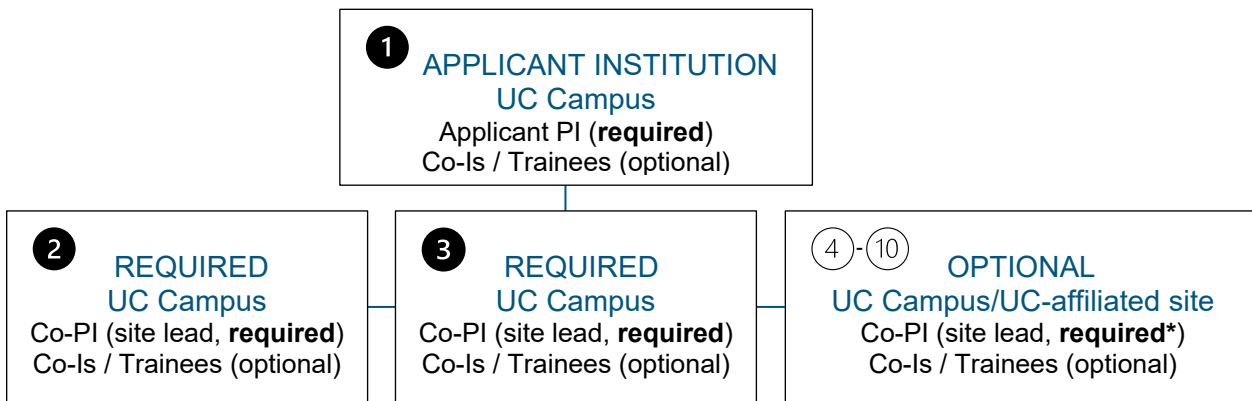 1
APPLICANT INSTITUTION
UC Campus
Applicant PI (required)
Co-Is / Trainees (optional)
2
REQUIRED
UC Campus
Co-PI (site lead, required)
Co-Is / Trainees (optional)
3
REQUIRED
UC Campus
Co-PI (site lead, required)
Co-Is / Trainees (optional)
4-10
OPTIONAL
UC Campus/UC-affiliated site
Co-PI (site lead, required*)
Co-Is / Trainees (optional)